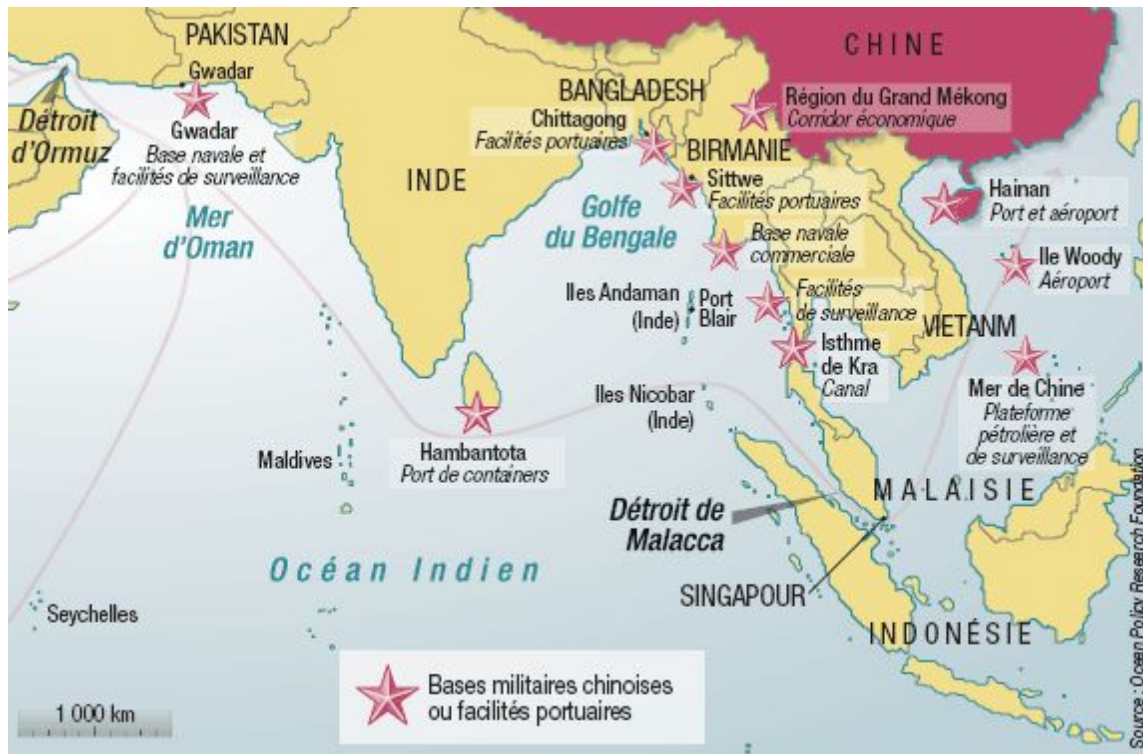 PAKISTAN
Gwadar
Détroit
d'Ormuz
Gwadar
Base navale et
facilités de surveillance
Mer
d'Oman
INDE
CHINE
BANGLADESH
Chittagong
Facilités portuaires
Région du Grand Mékong
Corridor économique
BIRMANIE
Sittwe
Facilités portuaires
Golfe
du Bengale
Base navale
commerciale
Hainan
Port et aéroport
Ile Woody
Aéroport
Iles Andaman
(Inde)
Port
Blair
Facilités
de surveillance
VIETANM
Isthme
de Kra
Canal
Mer de Chine
Plateforme
pétrolière et
de surveillance
Iles Nicobar
(Inde)
Hambantota
Port de containers
Maldives
MALAISIE
Détroit de
Malacca
Océan Indien
SINGAPOUR
Seychelles
INDONÉSIE
Bases militaires chinoises
ou facilités portuaires
1 000 km
Source : Ocean Policy Research Foundation